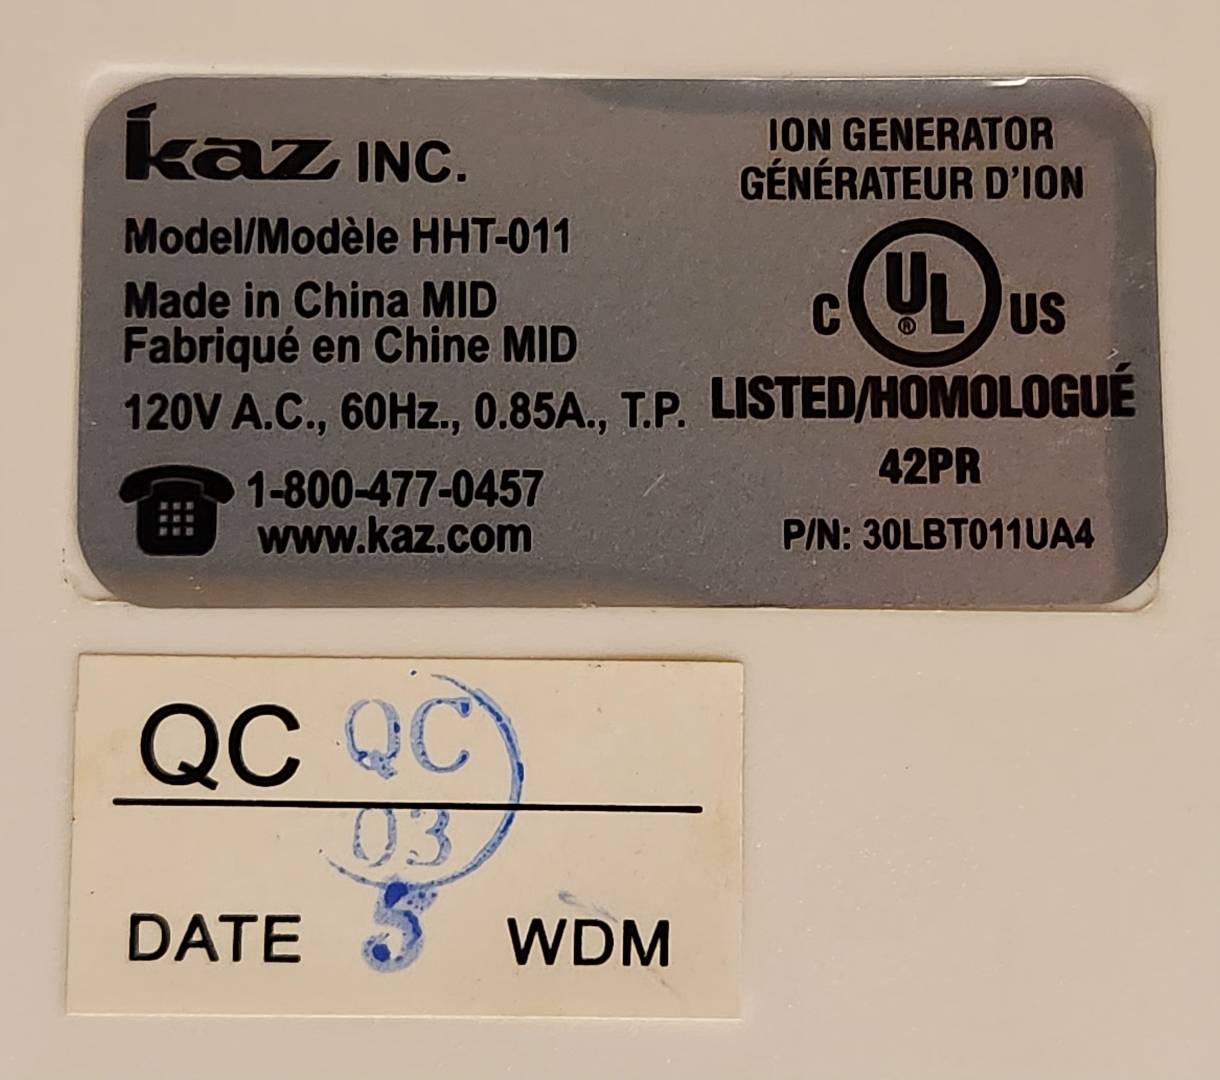 kaz INC.
Model/Modèle HHT-011
Made in China MID
Fabriqué en Chine MID
120V A.C., 60Hz., 0.85A., T.P.
1-800-477-0457
www.kaz.com
ION GENERATOR
GÉNÉRATEUR D'ION
C UL® US
LISTED/HOMOLOGUÉ
42PR
P/N: 30LBT011UA4
QC QC
03
DATE 5 WDM